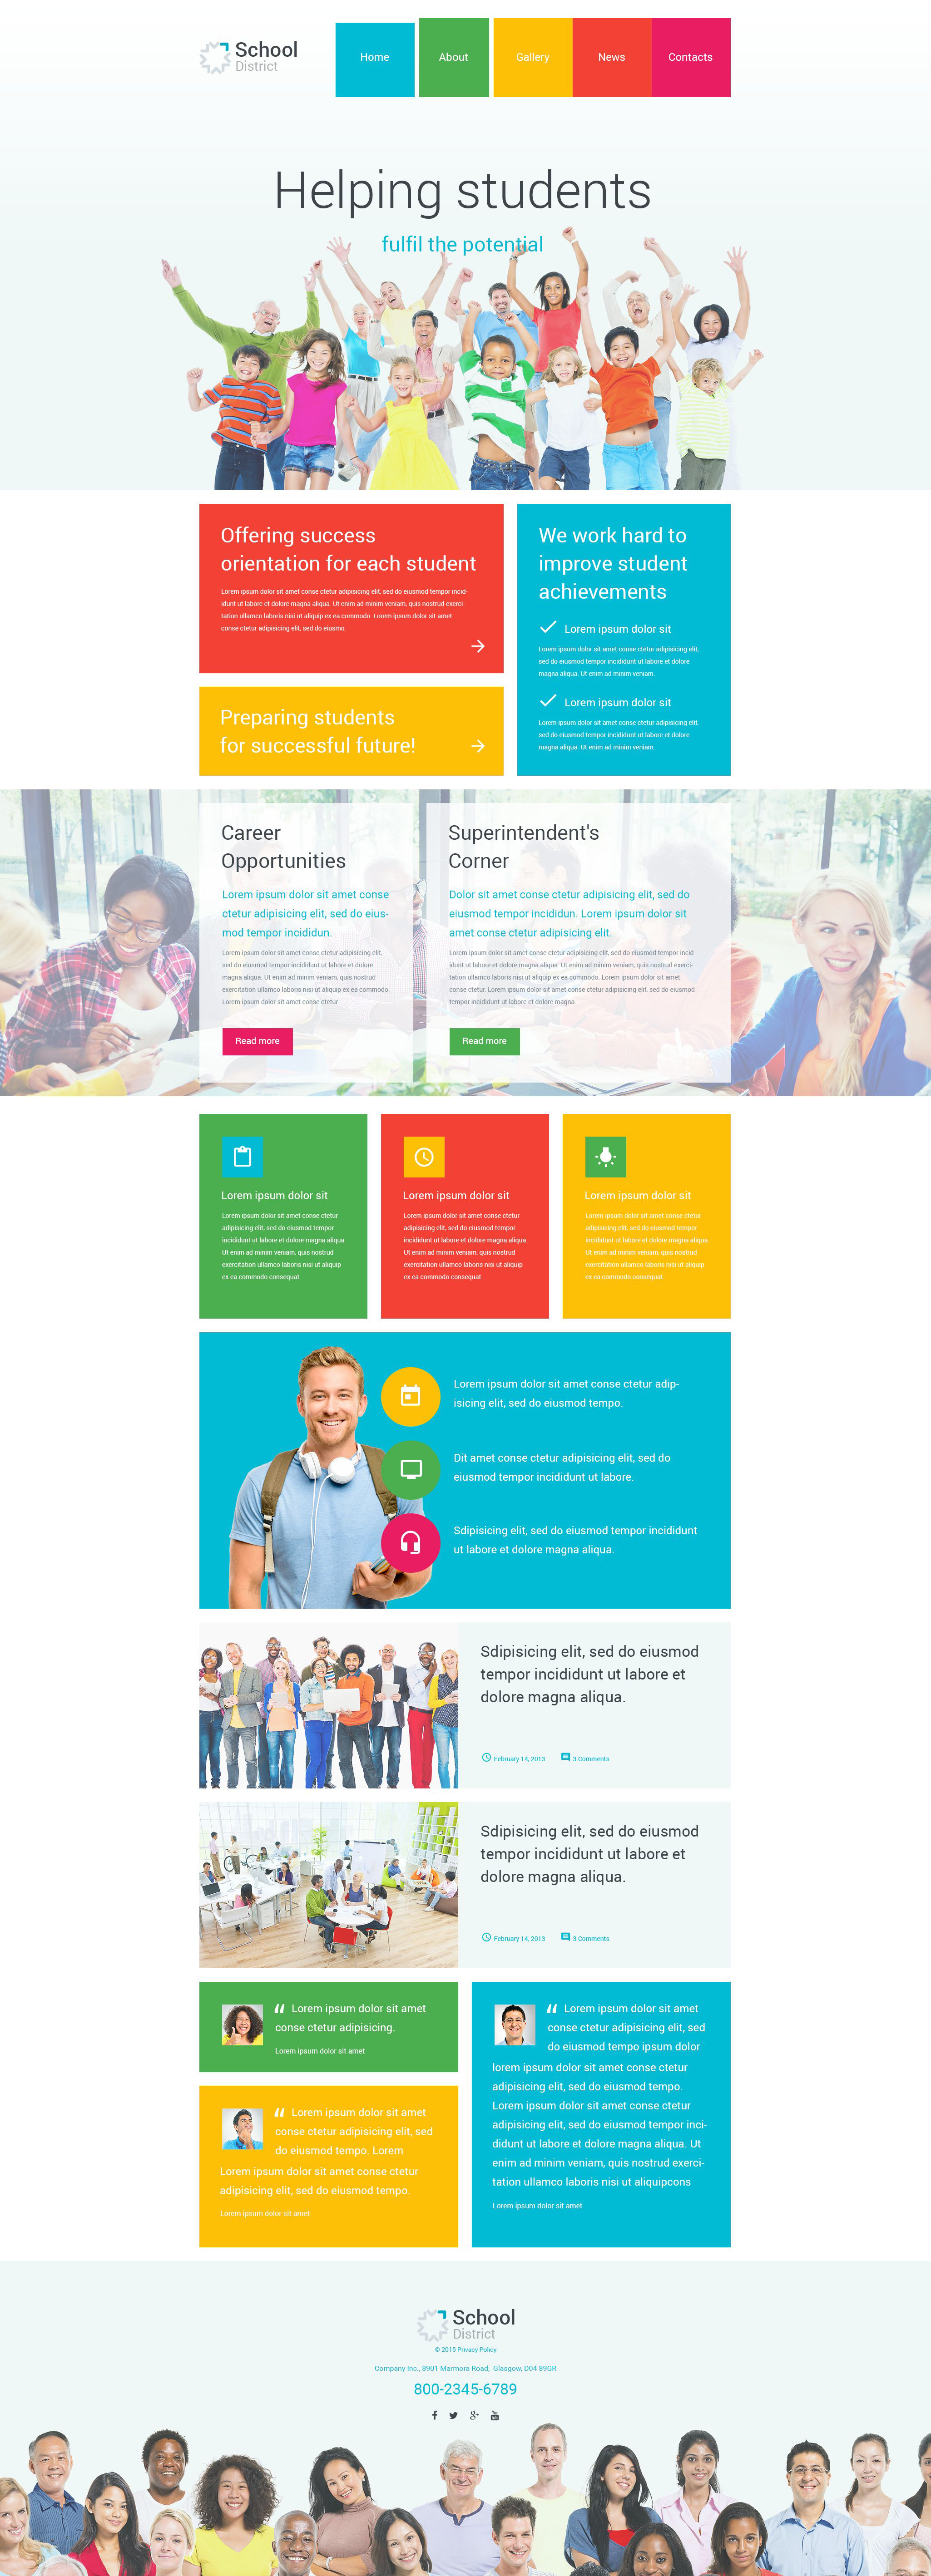 School
District
Home
About
Gallery
News
Contacts
Helping students
fulfil the potential
Offering success
orientation for each student
Lorem ipsum dolor sit amet conse ctetur adipisicing elit, sed do eiusmod tempor incid-
idunt ut labore et dolore magna aliqua. Ut enim ad minim veniam, quis nostrud exerci-
tation ullamco laboris nisi ut aliquip ex ea commodo. Lorem ipsum dolor sit amet
conse ctetur adipisicing elit, sed do eiusmo.
Preparing students
for successful future!
We work hard to
improve student
achievements
Lorem ipsum dolor sit
Lorem ipsum dolor sit amet conse ctetur adipisicing elit,
sed do eiusmod tempor incididunt ut labore et dolore
magna aliqua. Ut enim ad minim veniam.
Lorem ipsum dolor sit
Lorem ipsum dolor sit amet conse ctetur adipisicing elit,
sed do eiusmod tempor incididunt ut labore et dolore
magna aliqua. Ut enim ad minim veniam.
Career
Opportunities
Lorem ipsum dolor sit amet conse
ctetur adipisicing elit, sed do eius-
mod tempor incididun.
Lorem ipsum dolor sit amet conse ctetur adipisicing elit,
sed do eiusmod tempor incididunt ut labore et dolore
magna aliqua. Ut enim ad minim veniam, quis nostrud
exercitation ullamco laboris nisi ut aliquip ex ea commodo.
Lorem ipsum dolor sit amet conse ctetur.
Read more
Superintendent's
Corner
Dolor sit amet conse ctetur adipisicing elit, sed do
eiusmod tempor incididun. Lorem ipsum dolor sit
amet conse ctetur adipisicing elit.
Lorem ipsum dolor sit amet conse ctetur adipisicing elit, sed do eiusmod tempor incid-
idunt ut labore et dolore magna aliqua. Ut enim ad minim veniam, quis nostrud exerci-
tation ullamco laboris nisi ut aliquip ex ea commodo. Lorem ipsum dolor sit amet
conse ctetur. Lorem ipsum dolor sit amet conse ctetur adipisicing elit, sed do eiusmod
tempor incididunt ut labore et dolore magna.
Read more
Lorem ipsum dolor sit
Lorem ipsum dolor sit amet conse ctetur
adipisicing elit, sed do eiusmod tempor
incididunt ut labore et dolore magna aliqua.
Ut enim ad minim veniam, quis nostrud
exercitation ullamco laboris nisi ut aliquip
ex ea commodo consequat.
Lorem ipsum dolor sit
Lorem ipsum dolor sit amet conse ctetur
adipisicing elit, sed do eiusmod tempor
incididunt ut labore et dolore magna aliqua.
Ut enim ad minim veniam, quis nostrud
exercitation ullamco laboris nisi ut aliquip
ex ea commodo consequat.
Lorem ipsum dolor sit
Lorem ipsum dolor sit amet conse ctetur
adipisicing elit, sed do eiusmod tempor
incididunt ut labore et dolore magna aliqua.
Ut enim ad minim veniam, quis nostrud
exercitation ullamco laboris nisi ut aliquip
ex ea commodo consequat.
Lorem ipsum dolor sit amet conse ctetur adip-
isicing elit, sed do eiusmod tempo.
Dit amet conse ctetur adipisicing elit, sed do
eiusmod tempor incididunt ut labore.
Sdipisicing elit, sed do eiusmod tempor incididunt
ut labore et dolore magna aliqua.
Sdipisicing elit, sed do eiusmod
tempor incididunt ut labore et
dolore magna aliqua.
February 14, 2013
3 Comments
Sdipisicing elit, sed do eiusmod
tempor incididunt ut labore et
dolore magna aliqua.
February 14, 2013
3 Comments
“ Lorem ipsum dolor sit amet
conse ctetur adipisicing.
Lorem ipsum dolor sit amet
“ Lorem ipsum dolor sit amet
conse ctetur adipisicing elit, sed
do eiusmod tempo. Lorem
Lorem ipsum dolor sit amet conse ctetur
adipisicing elit, sed do eiusmod tempo.
Lorem ipsum dolor sit amet
“ Lorem ipsum dolor sit amet
conse ctetur adipisicing elit, sed
do eiusmod tempo ipsum dolor
lorem ipsum dolor sit amet conse ctetur
adipisicing elit, sed do eiusmod tempo.
Lorem ipsum dolor sit amet conse ctetur
adipisicing elit, sed do eiusmod tempor inci-
didunt ut labore et dolore magna aliqua. Ut
enim ad minim veniam, quis nostrud exerci-
tation ullamco laboris nisi ut aliquipcons
Lorem ipsum dolor sit amet
School
District
© 2015 Privacy Policy
Company Inc., 8901 Marmora Road, Glasgow, D04 89GR
800-2345-6789